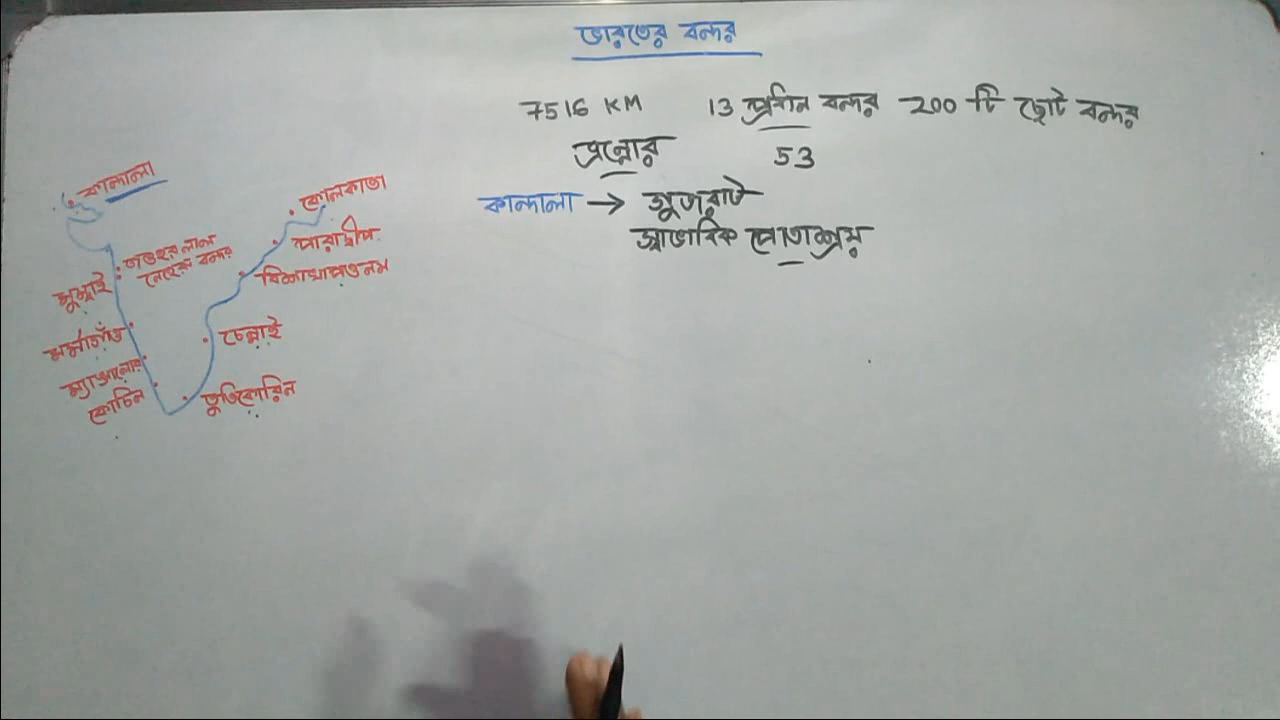 ভারতের বন্দর
7516 KM 13 প্রধান বন্দর 200 টি ছোট বন্দর
এন্নোর 53
কান্দালা → গুজরাট
স্বাভাবিক পোতাশ্রয়
কান্দালা
জওহরলাল
নেহেরু বন্দর
মুম্বাই
মার্মাগাঁও
ম্যাঙ্গালোর
কোচিন
কোলকাতা
পারাদ্বীপ
বিশাখাপত্তনম
চেন্নাই
তুতিকোরিন